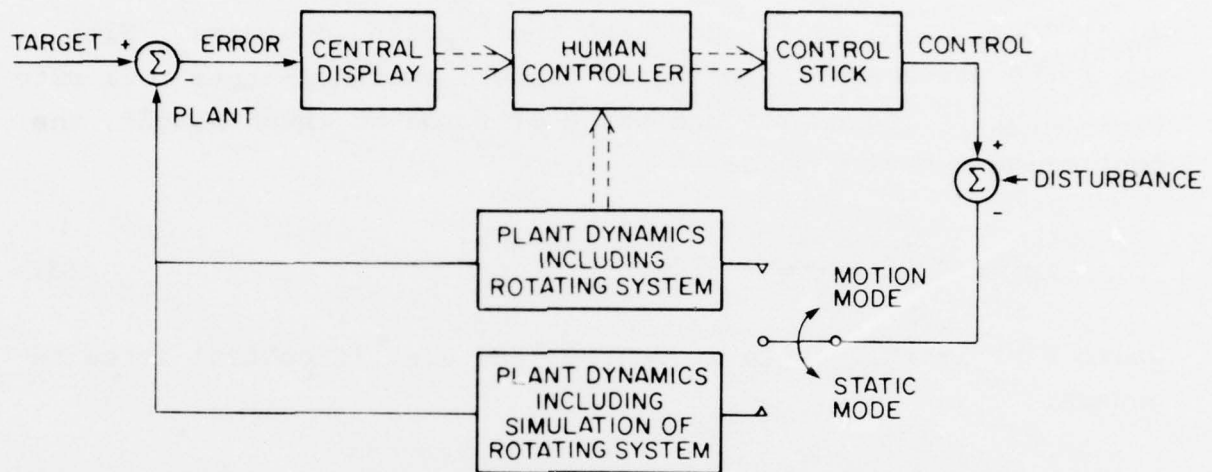 TARGET
+
Σ
-
ERROR
PLANT
CENTRAL
DISPLAY
HUMAN
CONTROLLER
CONTROL
STICK
CONTROL
+
Σ
DISTURBANCE
-
PLANT DYNAMICS
INCLUDING
ROTATING SYSTEM
MOTION
MODE
STATIC
MODE
PLANT DYNAMICS
INCLUDING
SIMULATION OF
ROTATING SYSTEM